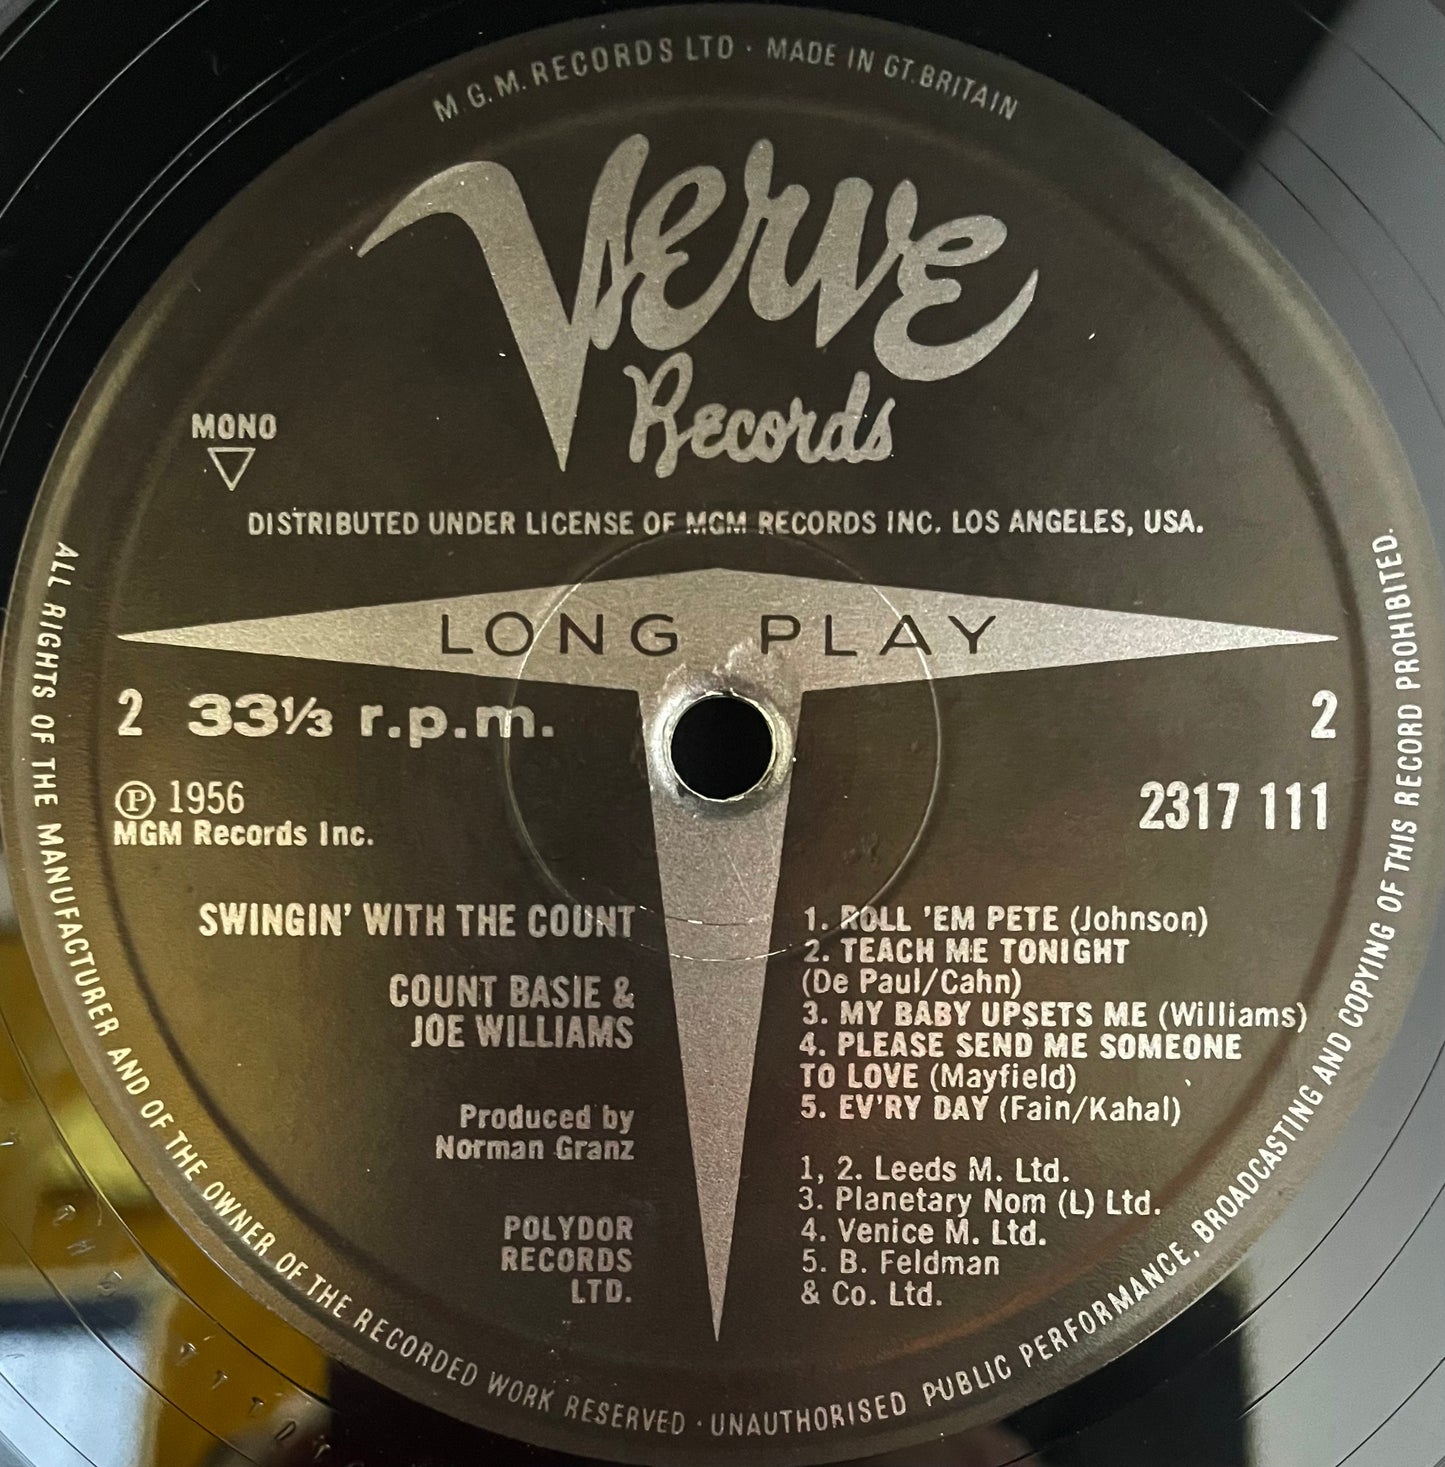 M.G.M. RECORDS LTD · MADE IN GT. BRITAIN
Verve
Records
MONO
DISTRIBUTED UNDER LICENSE OF MGM RECORDS INC. LOS ANGELES, USA.
LONG PLAY
2 33⅓ r.p.m.
2
℗ 1956
MGM Records Inc.
2317 111
SWINGIN' WITH THE COUNT
COUNT BASIE &
JOE WILLIAMS
Produced by
Norman Granz
POLYDOR
RECORDS
LTD.
1. ROLL 'EM PETE (Johnson)
2. TEACH ME TONIGHT
(De Paul/Cahn)
3. MY BABY UPSETS ME (Williams)
4. PLEASE SEND ME SOMEONE
TO LOVE (Mayfield)
5. EV'RY DAY (Fain/Kahal)
1, 2. Leeds M. Ltd.
3. Planetary Nom (L) Ltd.
4. Venice M. Ltd.
5. B. Feldman
& Co. Ltd.
ALL RIGHTS OF THE MANUFACTURER AND OF THE OWNER OF THE RECORDED WORK RESERVED · UNAUTHORISED PUBLIC PERFORMANCE, BROADCASTING AND COPYING OF THIS RECORD PROHIBITED.